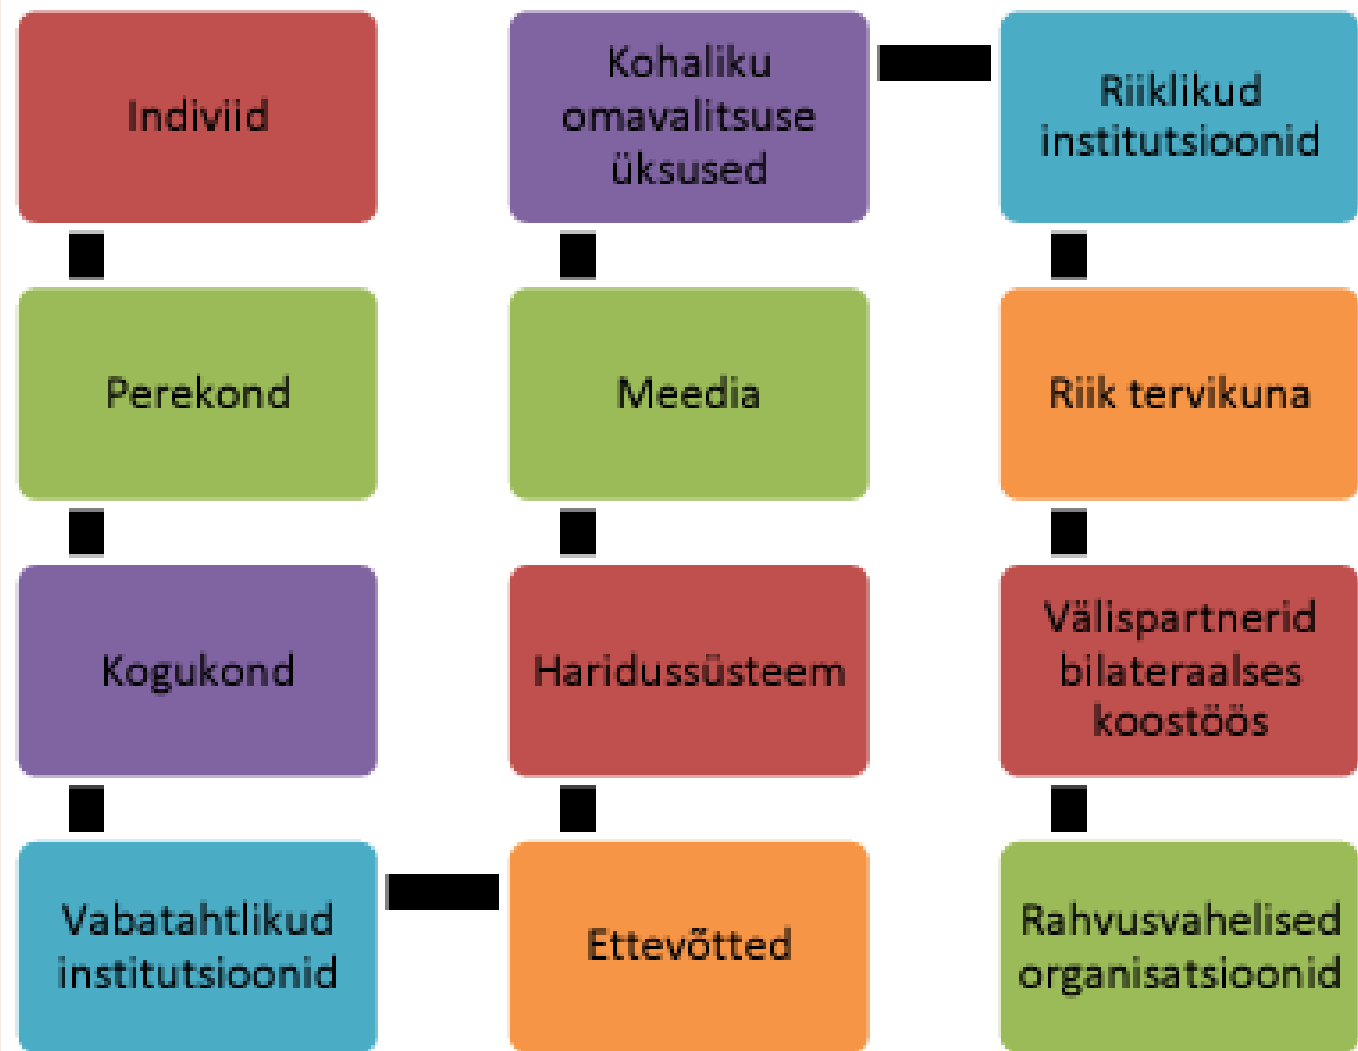 Indiviid
Perekond
Kogukond
Vabatahtlikud
institutsioonid
Ettevõtted
Haridussüsteem
Meedia
Kohaliku
omavalitsuse
üksused
Riiklikud
institutsioonid
Riik tervikuna
Välispartnerid
bilateraalses
koostöös
Rahvusvahelised
organisatsioonid